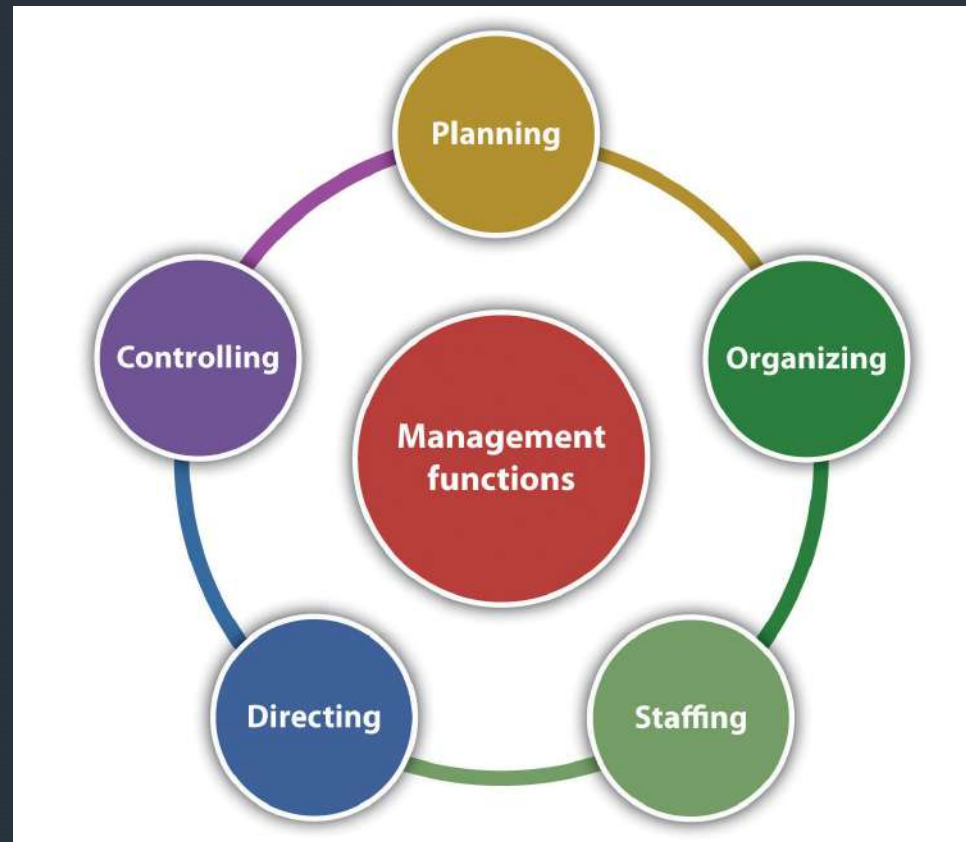 Planning
Organizing
Staffing
Directing
Controlling
Management
functions